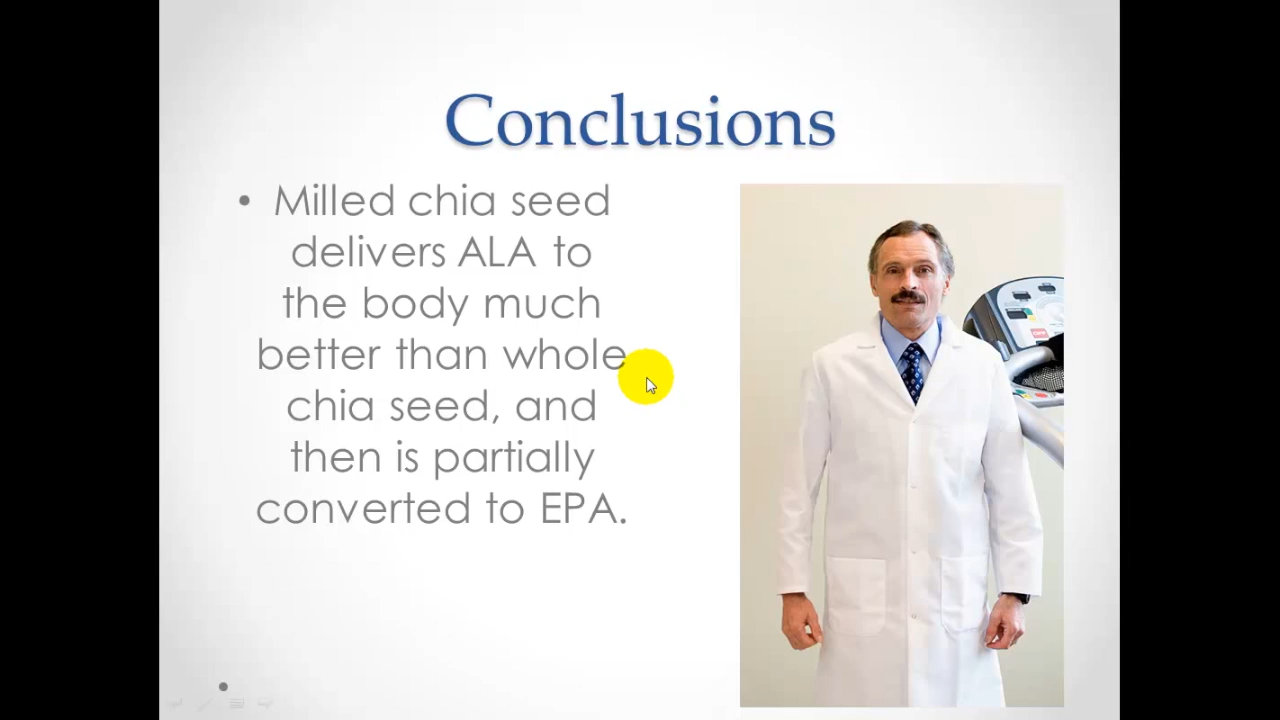 Conclusions
• Milled chia seed
delivers ALA to
the body much
better than whole
chia seed, and
then is partially
converted to EPA.